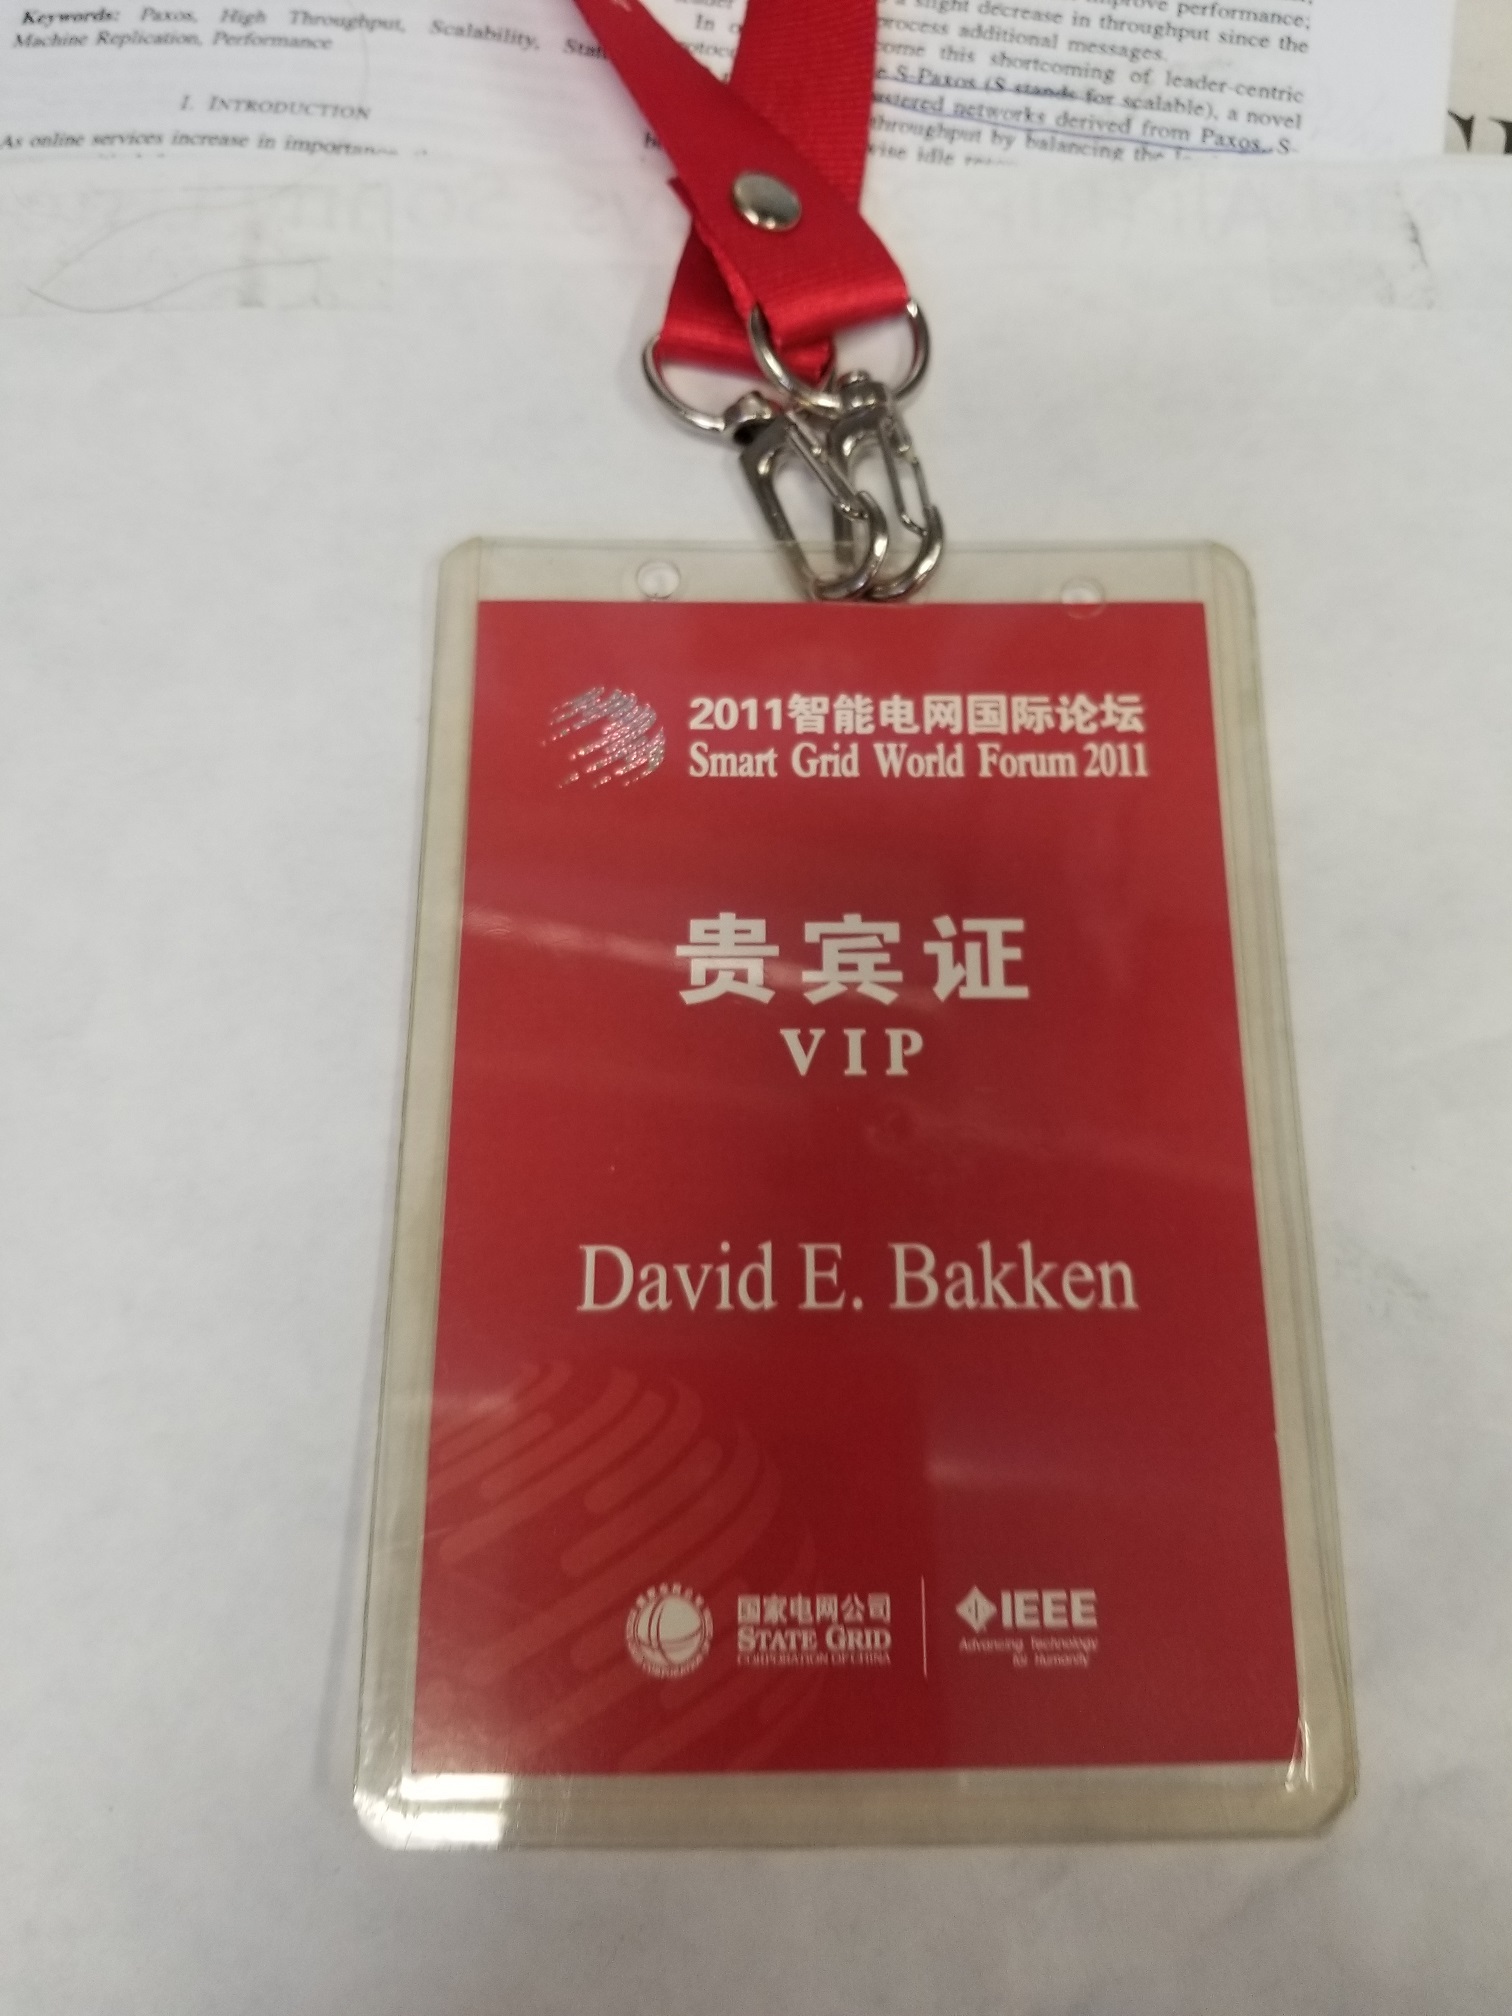 Keywords: Paxos, High Throughput, Scalability,
Machine Replication, Performance
I. INTRODUCTION
As online services increase in importance
performance;
slight decrease in throughput since the
process additional messages.
this shortcoming of leader-centric
S-Paxos (S stands for scalable), a novel
networks derived from Paxos. S-
throughput by balancing the
idle
2011智能电网国际论坛
Smart Grid World Forum 2011
贵宾证
VIP
David E. Bakken
国家电网公司
STATE GRID
CORPORATION OF CHINA
IEEE
Advancing Technology
for Humanity